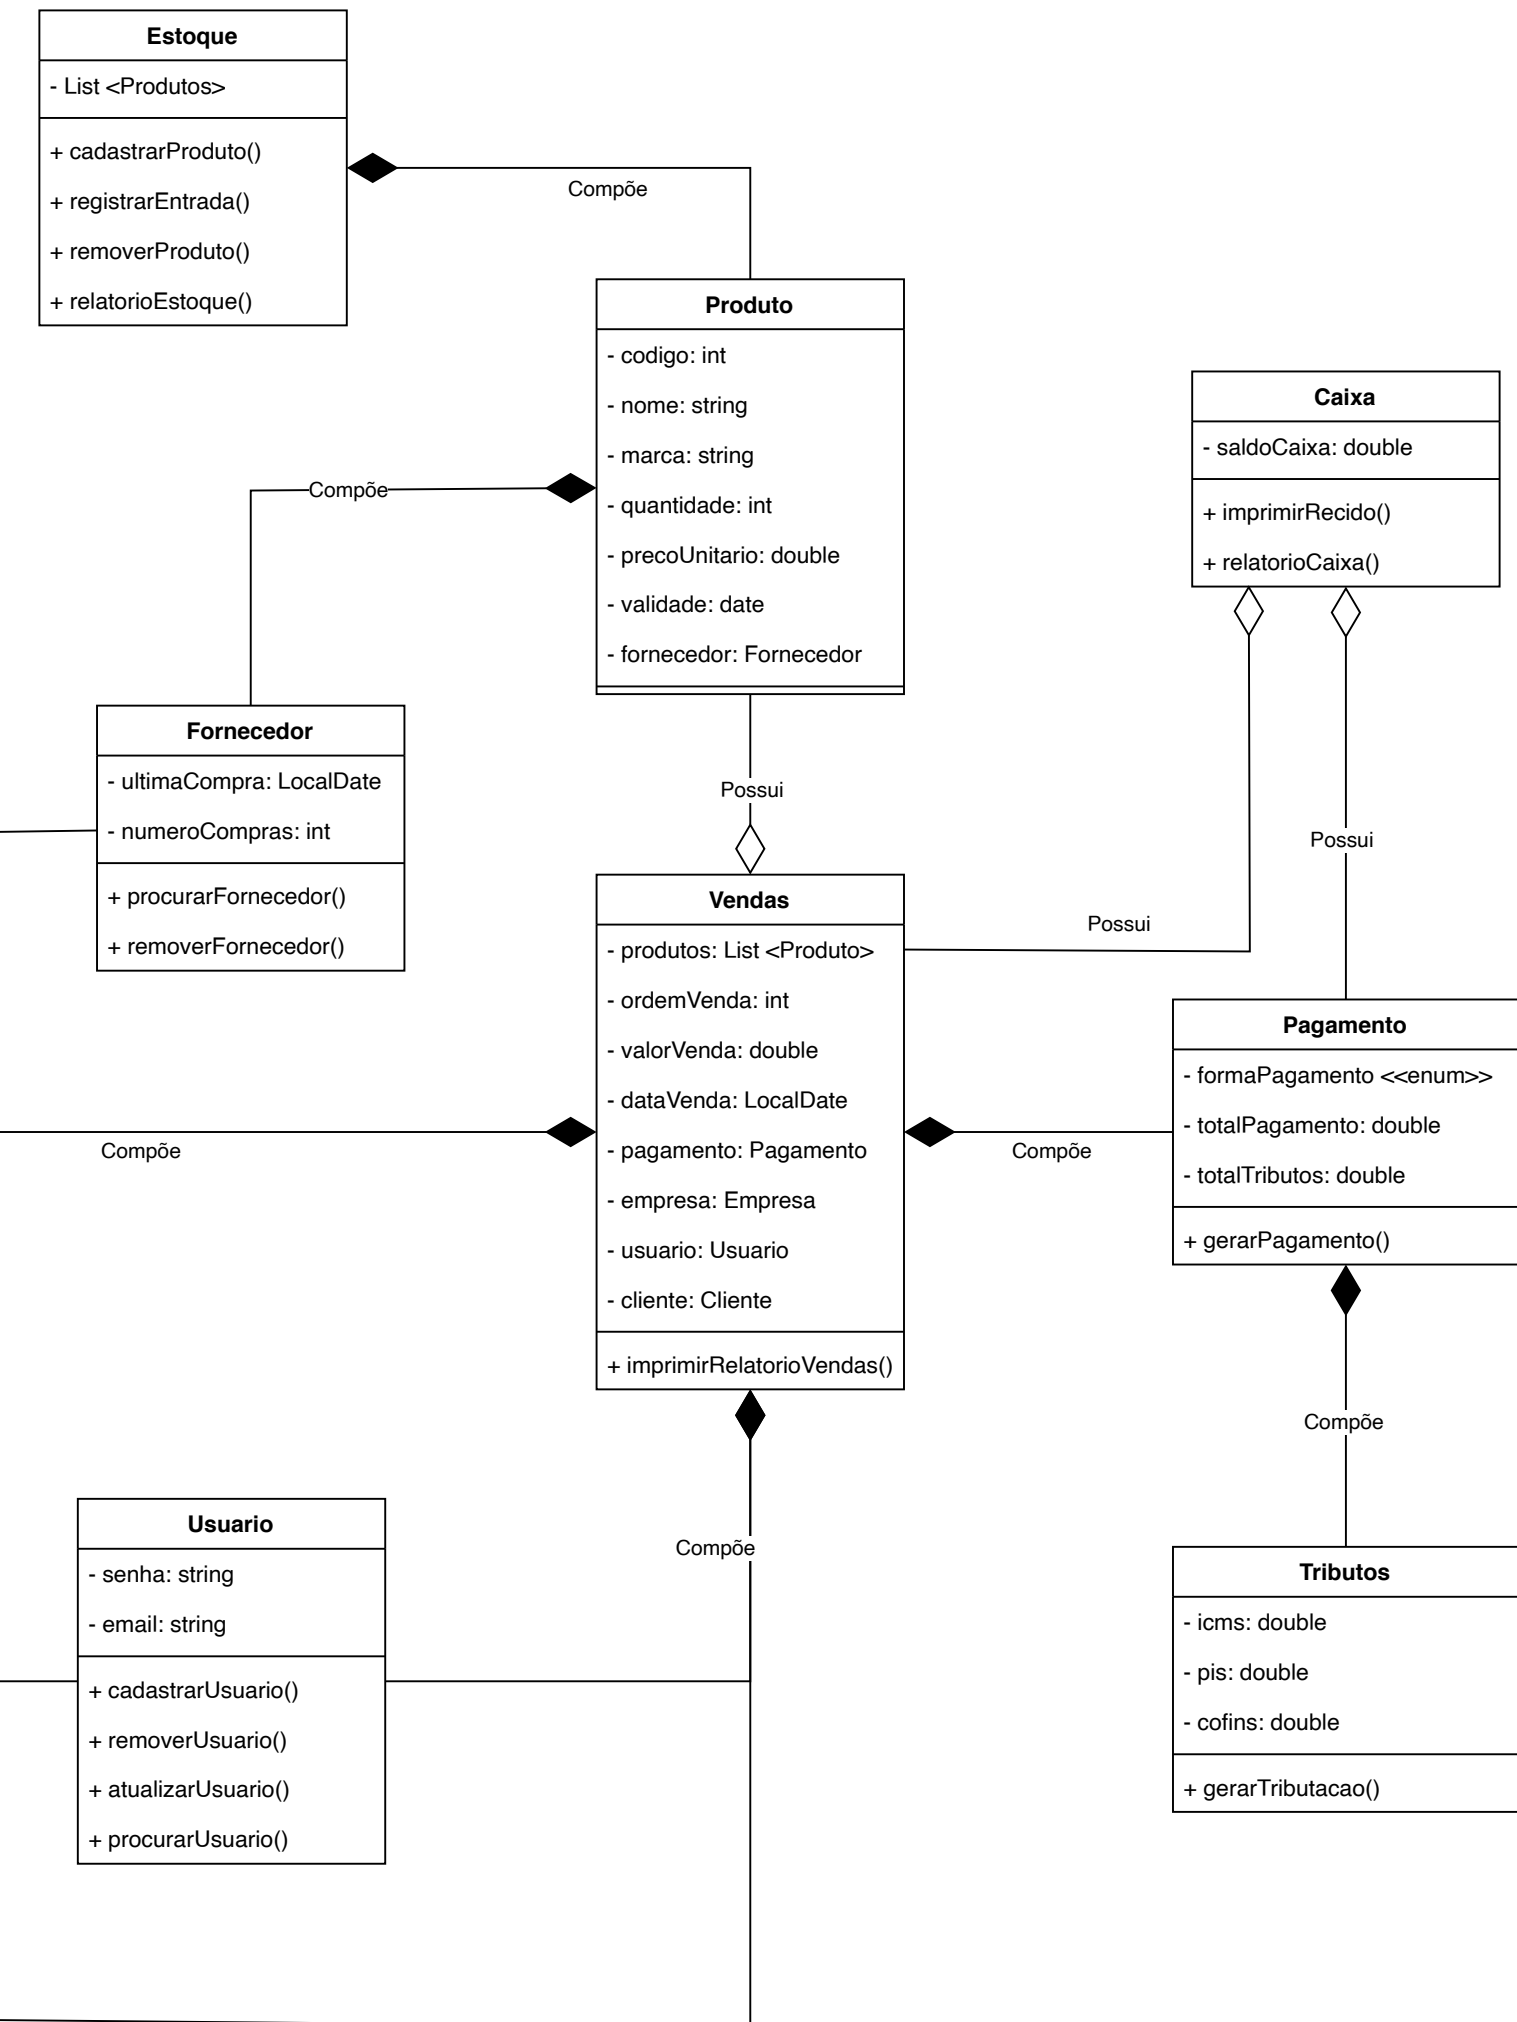 Estoque
- List <Produtos>
+ cadastrarProduto()
+ registrarEntrada()
+ removerProduto()
+ relatorioEstoque()
Compõe
Produto
- codigo: int
- nome: string
- marca: string
- quantidade: int
- precoUnitario: double
- validade: date
- fornecedor: Fornecedor
Caixa
- saldoCaixa: double
+ imprimirRecido()
+ relatorioCaixa()
Compõe
Fornecedor
- ultimaCompra: LocalDate
- numeroCompras: int
+ procurarFornecedor()
+ removerFornecedor()
Possui
Possui
Possui
Vendas
- produtos: List <Produto>
- ordemVenda: int
- valorVenda: double
- dataVenda: LocalDate
- pagamento: Pagamento
- empresa: Empresa
- usuario: Usuario
- cliente: Cliente
+ imprimirRelatorioVendas()
Pagamento
- formaPagamento <<enum>>
- totalPagamento: double
- totalTributos: double
+ gerarPagamento()
Compõe
Compõe
Compõe
Compõe
Usuario
- senha: string
- email: string
+ cadastrarUsuario()
+ removerUsuario()
+ atualizarUsuario()
+ procurarUsuario()
Tributos
- icms: double
- pis: double
- cofins: double
+ gerarTributacao()